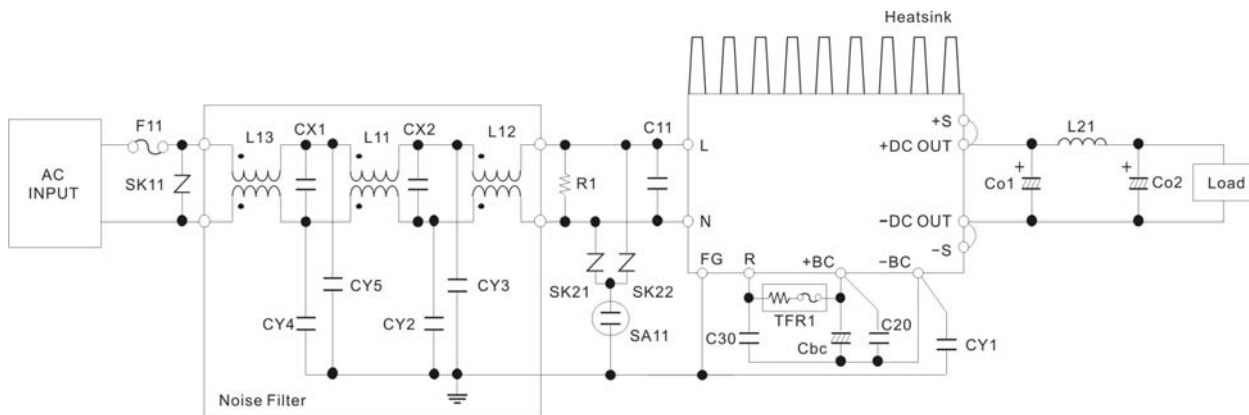 Heatsink
AC
INPUT
F11
SK11
L13
CX1
L11
CX2
L12
CY5
CY3
CY4
CY2
Noise Filter
R1
C11
SK21
SK22
SA11
L
N
FG
R
+BC
−BC
+S
+DC OUT
−DC OUT
−S
TFR1
C30
Cbc
C20
CY1
L21
+
Co1
+
Co2
Load